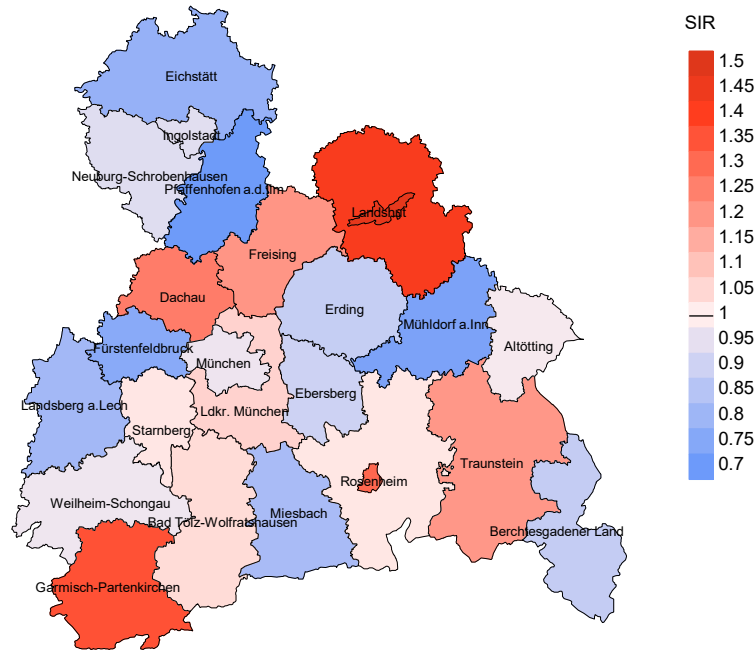 SIR
1.5
1.45
1.4
1.35
1.3
1.25
1.2
1.15
1.1
1.05
1
0.95
0.9
0.85
0.8
0.75
0.7
Eichstätt
Ingolstadt
Neuburg-Schrobenhausen
Pfaffenhofen a.d.Ilm
Landshut
Freising
Dachau
Erding
Mühldorf a.Inn
Fürstenfeldbruck
München
Altötting
Ebersberg
Landsberg a.Lech
Ldkr. München
Starnberg
Traunstein
Rosenheim
Weilheim-Schongau
Miesbach
Bad Tölz-Wolfratshausen
Berchtesgadener Land
Garmisch-Partenkirchen